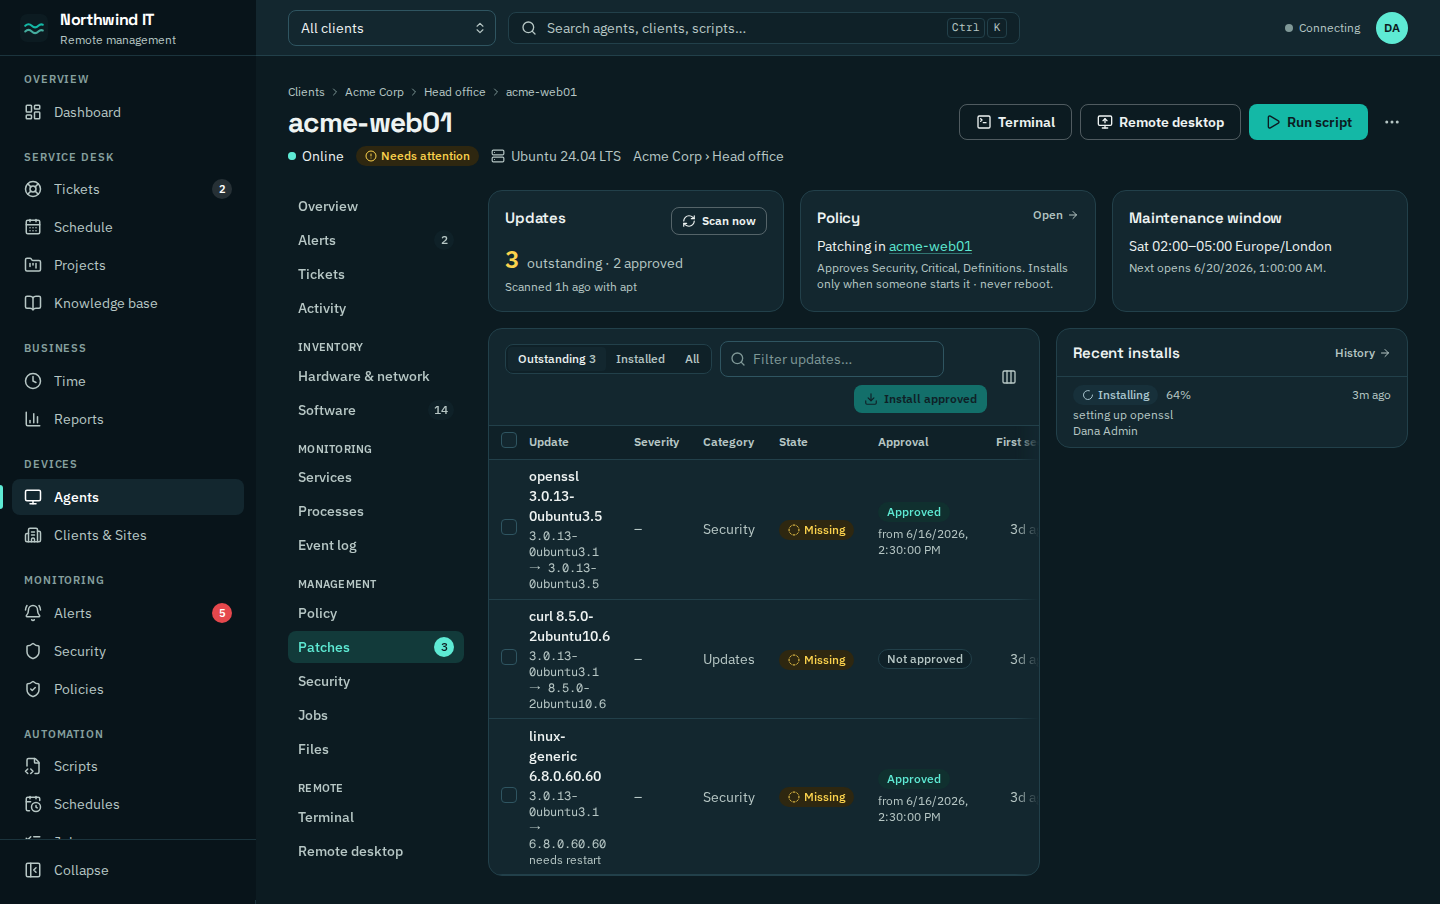 Northwind IT
Remote management
All clients
Search agents, clients, scripts...
Ctrl K
Connecting
DA
OVERVIEW
Dashboard
SERVICE DESK
Tickets 2
Schedule
Projects
Knowledge base
BUSINESS
Time
Reports
DEVICES
Agents
Clients & Sites
MONITORING
Alerts 5
Security
Policies
AUTOMATION
Scripts
Schedules
Collapse
Clients > Acme Corp > Head office > acme-web01
acme-web01
Terminal
Remote desktop
Run script
Online
Needs attention
Ubuntu 24.04 LTS
Acme Corp › Head office
Overview
Alerts 2
Tickets
Activity
INVENTORY
Hardware & network
Software 14
MONITORING
Services
Processes
Event log
MANAGEMENT
Policy
Patches 3
Security
Jobs
Files
REMOTE
Terminal
Remote desktop
Updates
Scan now
3 outstanding · 2 approved
Scanned 1h ago with apt
Policy
Open →
Patching in acme-web01
Approves Security, Critical, Definitions. Installs
only when someone starts it · never reboot.
Maintenance window
Sat 02:00–05:00 Europe/London
Next opens 6/20/2026, 1:00:00 AM.
Outstanding 3 Installed All
Filter updates...
Install approved
Update Severity Category State Approval First se
openssl
3.0.13-
0ubuntu3.5
3.0.13-
0ubuntu3.1
→ 3.0.13-
0ubuntu3.5
–
Security
Missing
Approved
from 6/16/2026,
2:30:00 PM
3d a
curl 8.5.0-
2ubuntu10.6
3.0.13-
0ubuntu3.1
→ 8.5.0-
2ubuntu10.6
–
Updates
Missing
Not approved
3d a
linux-
generic
6.8.0.60.60
3.0.13-
0ubuntu3.1
→
6.8.0.60.60
needs restart
–
Security
Missing
Approved
from 6/16/2026,
2:30:00 PM
3d a
Recent installs
History →
Installing 64% 3m ago
setting up openssl
Dana Admin